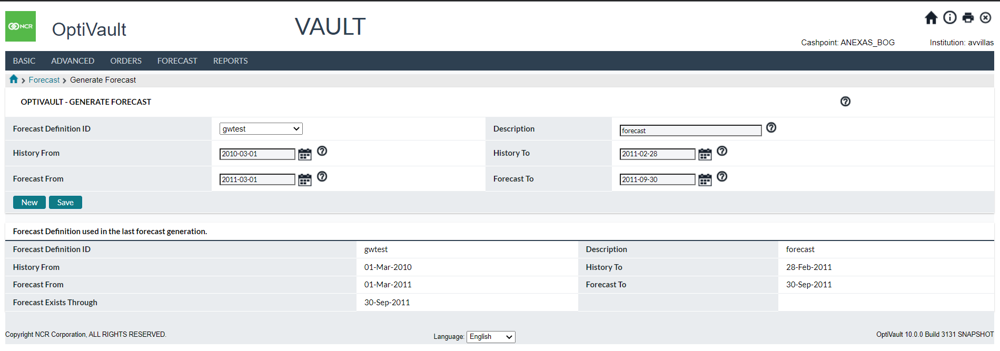 NCR
OptiVault
VAULT
Cashpoint: ANEXAS_BOG Institution: avvillas
BASIC ADVANCED ORDERS FORECAST REPORTS
Forecast Generate Forecast
OPTIVAULT - GENERATE FORECAST
Forecast Definition ID gwtest Description forecast
History From 2010-03-01 History To 2011-02-28
Forecast From 2011-03-01 Forecast To 2011-09-30
New Save
Forecast Definition used in the last forecast generation.
Forecast Definition ID gwtest Description forecast
History From 01-Mar-2010 History To 28-Feb-2011
Forecast From 01-Mar-2011 Forecast To 30-Sep-2011
Forecast Exists Through 30-Sep-2011
Copyright NCR Corporation, ALL RIGHTS RESERVED. Language: English OptiVault 10.0.0 Build 3131 SNAPSHOT